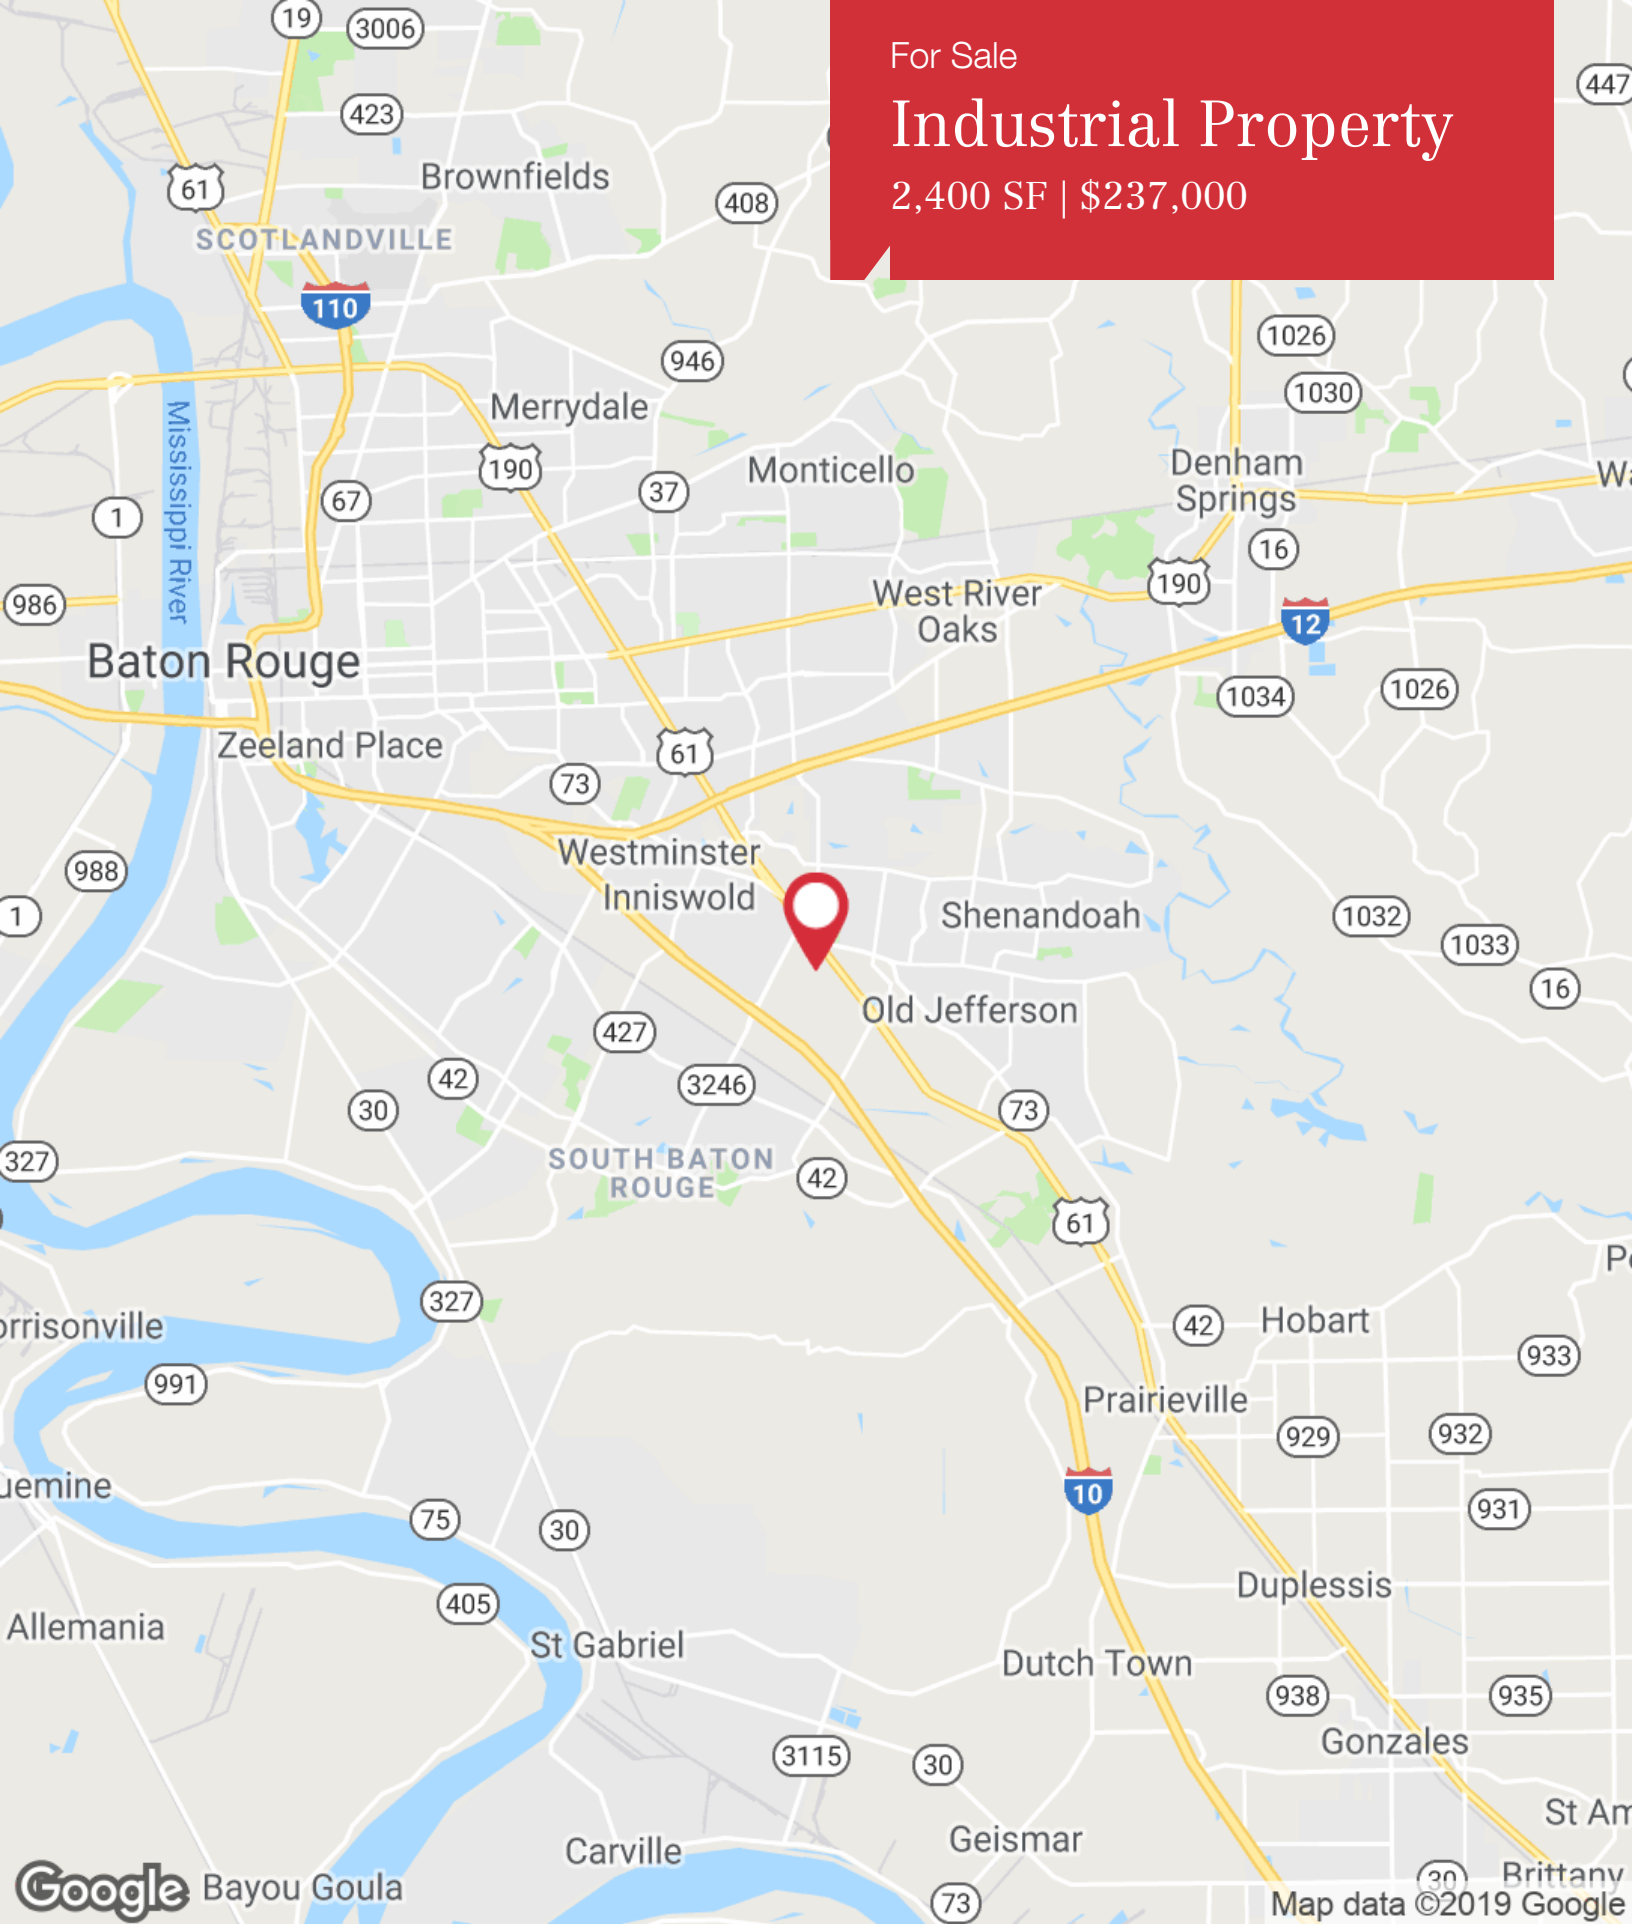 For Sale
Industrial Property
2,400 SF | $237,000
19
3006
447
423
61
Brownfields
408
SCOTLANDVILLE
110
1026
946
1030
Merrydale
190
Monticello
Denham
Springs
37
67
1
Mississippi River
16
190
West River
Oaks
986
12
Baton Rouge
1034
1026
Zeeland Place
61
73
Westminster
988
Inniswold
1
Shenandoah
1032
1033
16
Old Jefferson
427
42
3246
30
73
327
SOUTH BATON
ROUGE
42
61
327
orrisonville
42
Hobart
933
991
Prairieville
929
932
uemine
10
931
75
30
Duplessis
405
Allemania
St Gabriel
Dutch Town
938
935
Gonzales
3115
30
St Am
Geismar
Carville
30
Brittany
Google
Bayou Goula
73
Map data ©2019 Google